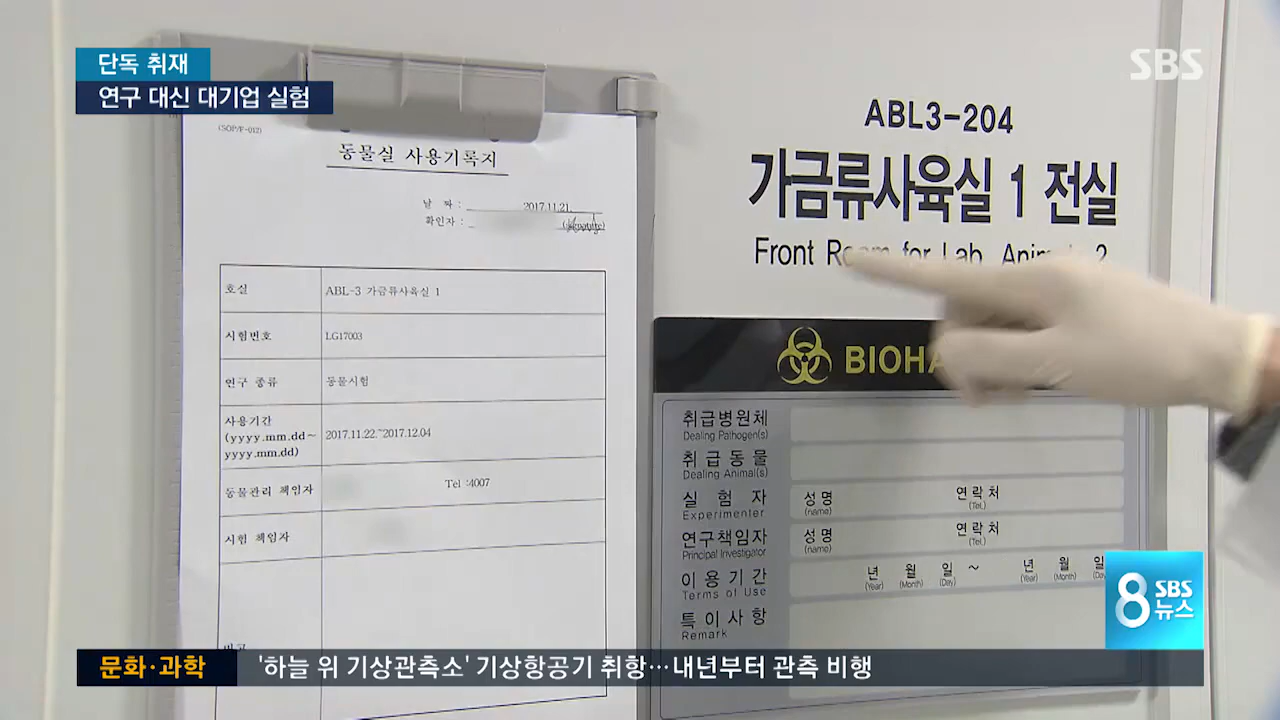 단독 취재
연구 대신 대기업 실험
SBS
(SOP/F-012)
동물실 사용기록지
날 짜 : 2017.11.21.
확인자 :
호실 ABL-3 가금류사육실 1
시험번호 LG17003
연구 종류 동물시험
사용기간
(yyyy.mm.dd~
yyyy.mm.dd)
2017.11.22.~2017.12.04
동물관리 책임자 Tel :4007
시험 책임자
비고
ABL3-204
가금류사육실 1 전실
Front Room for Lab. Animals 2
취급병원체
Dealing Pathogen(s)
취급동물
Dealing Animal(s)
실 험 자 성명 연락처
Experimenter (name) (Tel.)
연구책임자 성명 연락처
Principal Investigator (name) (Tel.)
이용기간 년 월 일 ~ 년 월 일
Terms of Use (Year) (Month) (Day) (Year) (Month)
특이사항
Remark
8 SBS 뉴스
문화·과학 '하늘 위 기상관측소' 기상항공기 취항…내년부터 관측 비행